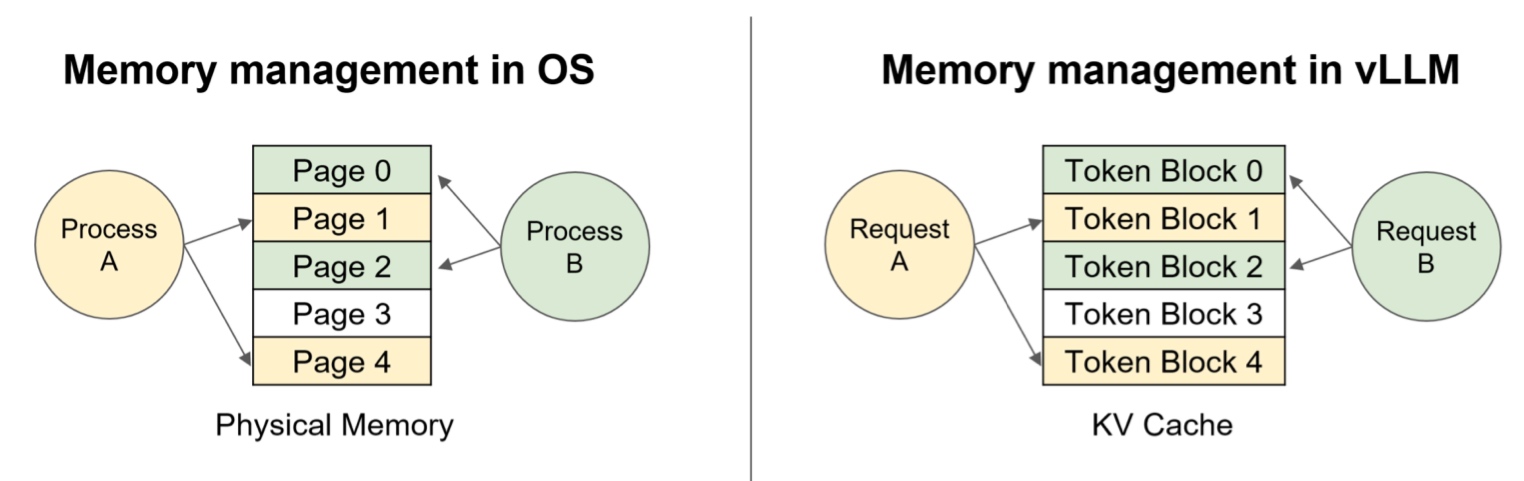 Memory management in OS
Process
A
Page 0
Page 1
Page 2
Page 3
Page 4
Process
B
Physical Memory
Memory management in vLLM
Request
A
Token Block 0
Token Block 1
Token Block 2
Token Block 3
Token Block 4
Request
B
KV Cache